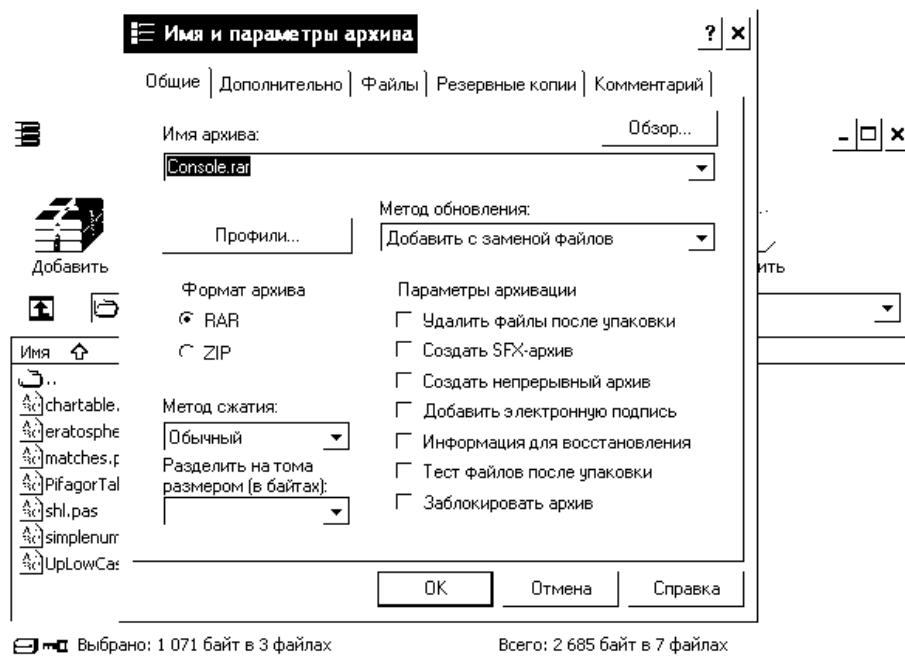 Имя и параметры архива
?
Общие Дополнительно Файлы Резервные копии Комментарий
Имя архива:
Обзор...
Console.rar
Метод обновления:
Профили...
Добавить с заменой файлов
Добавить
ить
Формат архива
Параметры архивации
RAR
Удалить файлы после упаковки
ZIP
Создать SFX-архив
Имя
Создать непрерывный архив
..
chartable.
Метод сжатия:
Добавить электронную подпись
eratosphe
Обычный
Информация для восстановления
matches.p
Разделить на тома
размером (в байтах):
Тест файлов после упаковки
PifagorTal
shl.pas
Заблокировать архив
simplenum
UpLowCas
OK
Отмена
Справка
Выбрано: 1 071 байт в 3 файлах
Всего: 2 685 байт в 7 файлах